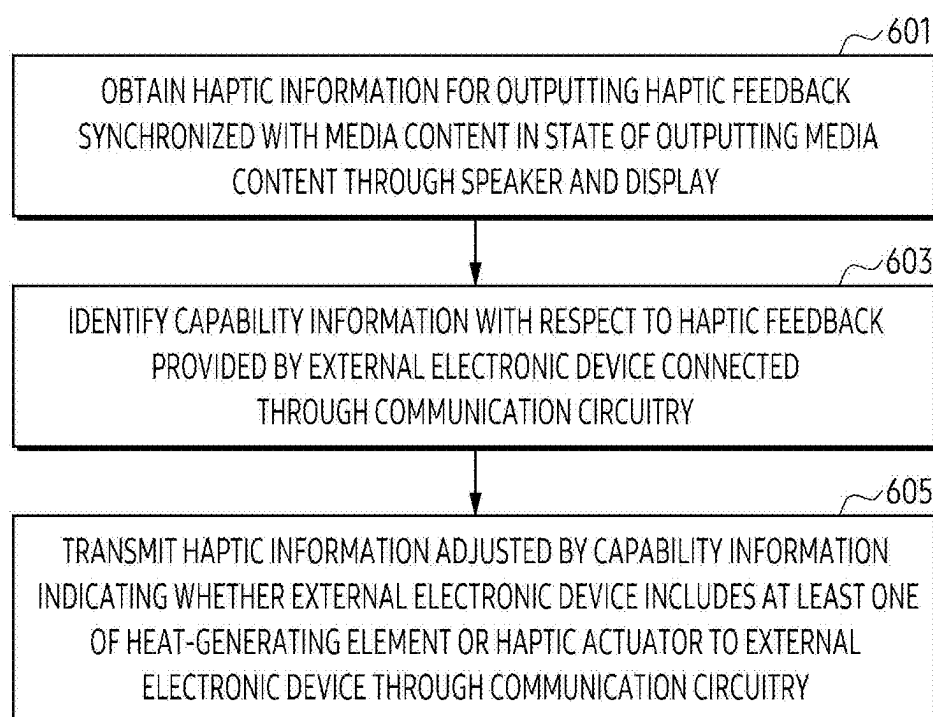 601
OBTAIN HAPTIC INFORMATION FOR OUTPUTTING HAPTIC FEEDBACK
SYNCHRONIZED WITH MEDIA CONTENT IN STATE OF OUTPUTTING MEDIA
CONTENT THROUGH SPEAKER AND DISPLAY
603
IDENTIFY CAPABILITY INFORMATION WITH RESPECT TO HAPTIC FEEDBACK
PROVIDED BY EXTERNAL ELECTRONIC DEVICE CONNECTED
THROUGH COMMUNICATION CIRCUITRY
605
TRANSMIT HAPTIC INFORMATION ADJUSTED BY CAPABILITY INFORMATION
INDICATING WHETHER EXTERNAL ELECTRONIC DEVICE INCLUDES AT LEAST ONE
OF HEAT-GENERATING ELEMENT OR HAPTIC ACTUATOR TO EXTERNAL
ELECTRONIC DEVICE THROUGH COMMUNICATION CIRCUITRY